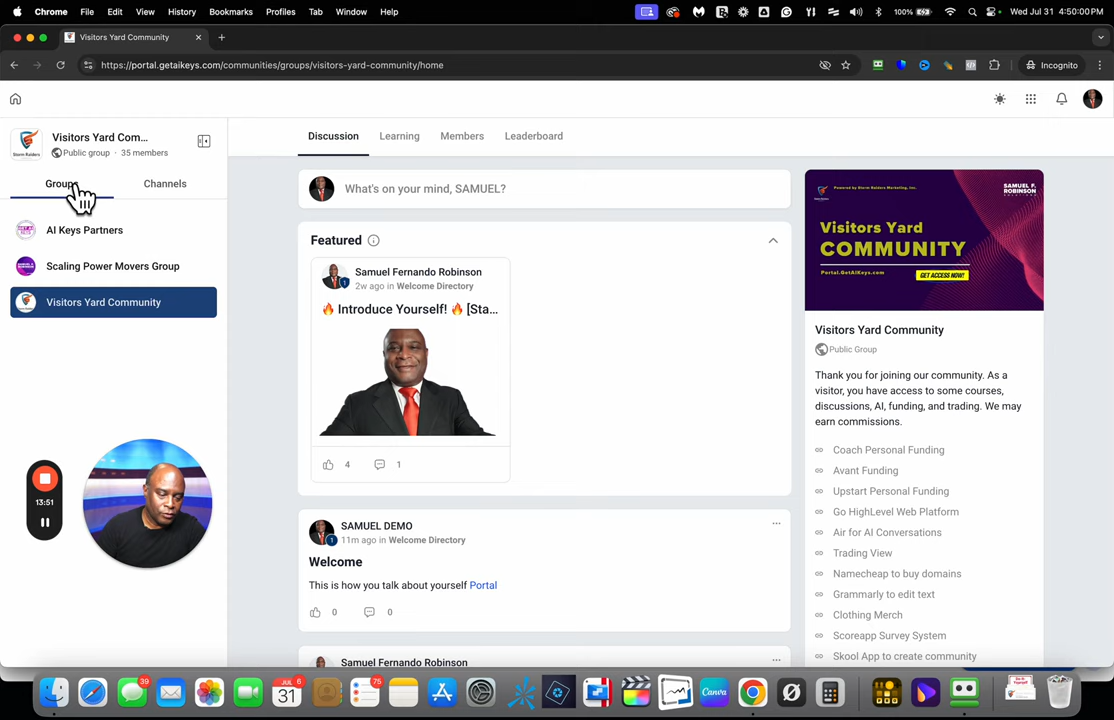 Chrome File Edit View History Bookmarks Profiles Tab Window Help 100% Wed Jul 31 4:50:00 PM
Visitors Yard Community
https://portal.getaikeys.com/communities/groups/visitors-yard-community/home Incognito
Visitors Yard Com...
Public group · 35 members
Groups Channels
AI Keys Partners
Scaling Power Movers Group
Visitors Yard Community
13:51
Discussion Learning Members Leaderboard
What's on your mind, SAMUEL?
Featured
Samuel Fernando Robinson
2w ago in Welcome Directory
🔥 Introduce Yourself! 🔥 [Sta...
4 1
SAMUEL DEMO
11m ago in Welcome Directory
Welcome
This is how you talk about yourself Portal
0 0
Samuel Fernando Robinson
Powered by Storm Raiders Marketing, Inc.
SAMUEL F.
ROBINSON
Visitors Yard
COMMUNITY
Portal.GetAIKeys.com
GET ACCESS NOW!
Visitors Yard Community
Public Group
Thank you for joining our community. As a
visitor, you have access to some courses,
discussions, AI, funding, and trading. We may
earn commissions.
Coach Personal Funding
Avant Funding
Upstart Personal Funding
Go HighLevel Web Platform
Air for AI Conversations
Trading View
Namecheap to buy domains
Grammarly to edit text
Clothing Merch
Scoreapp Survey System
Skool App to create community
39
JUL 6
31
75
Canva